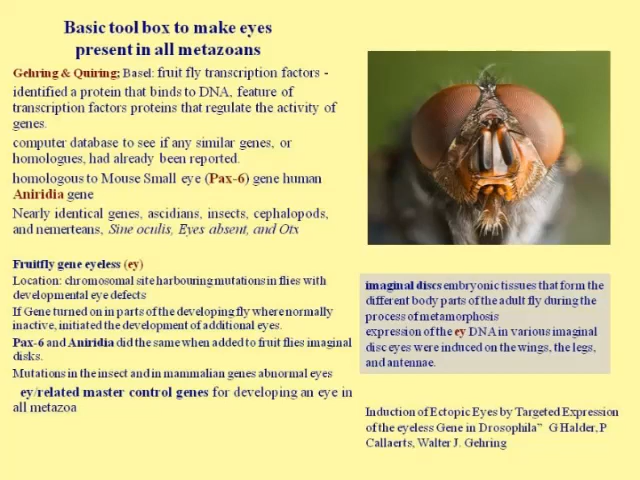 Basic tool box to make eyes
present in all metazoans
Gehring & Quiring; Basel: fruit fly transcription factors -
identified a protein that binds to DNA, feature of
transcription factors proteins that regulate the activity of
genes.
computer database to see if any similar genes, or
homologues, had already been reported.
homologous to Mouse Small eye (Pax-6) gene human
Aniridia gene
Nearly identical genes, ascidians, insects, cephalopods,
and nemerteans, Sine oculis, Eyes absent, and Otx
Fruitfly gene eyeless (ey)
Location: chromosomal site harbouring mutations in flies with
developmental eye defects
If Gene turned on in parts of the developing fly where normally
inactive, initiated the development of additional eyes.
Pax-6 and Aniridia did the same when added to fruit flies imaginal
disks.
Mutations in the insect and in mammalian genes abnormal eyes
ey/related master control genes for developing an eye in
all metazoa
imaginal discs embryonic tissues that form the
different body parts of the adult fly during the
process of metamorphosis
expression of the ey DNA in various imaginal
disc eyes were induced on the wings, the legs,
and antennae.
Induction of Ectopic Eyes by Targeted Expression
of the eyeless Gene in Drosophila” G Halder, P
Callaerts, Walter J. Gehring